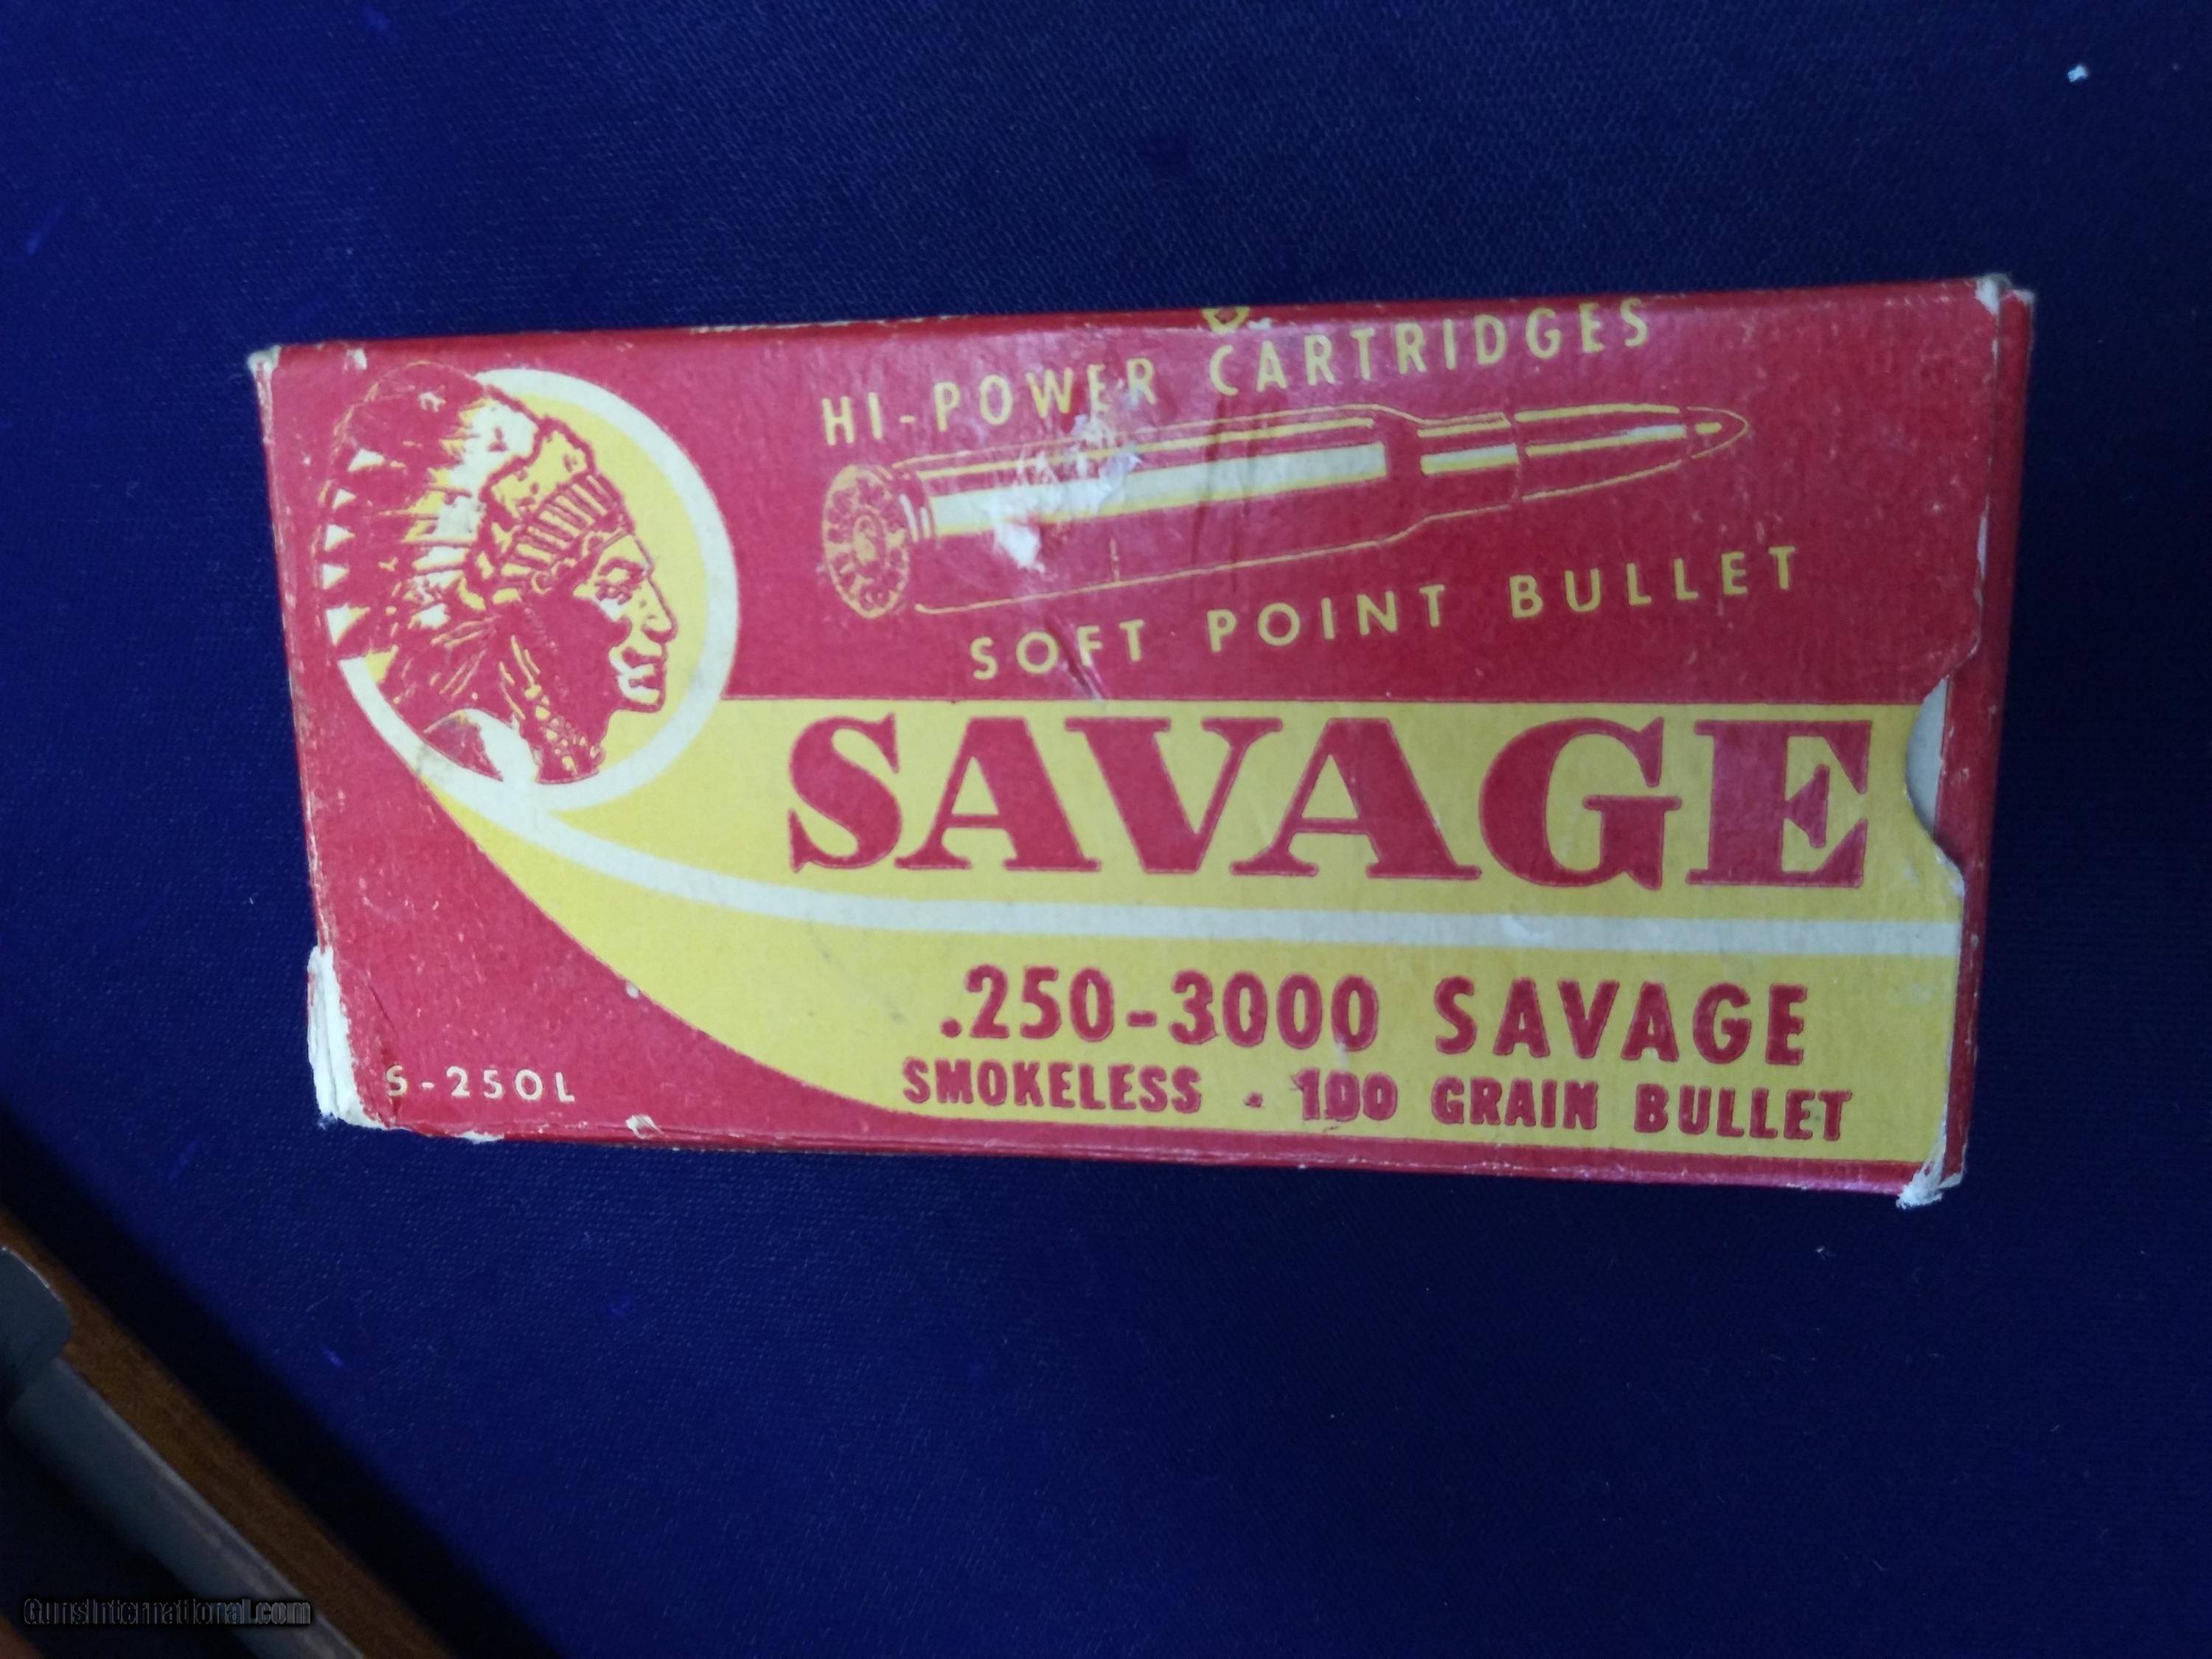 HI-POWER CARTRIDGES
SOFT POINT BULLET
SAVAGE
.250-3000 SAVAGE
SMOKELESS - 100 GRAIN BULLET
S-250L
GunsInternational.com